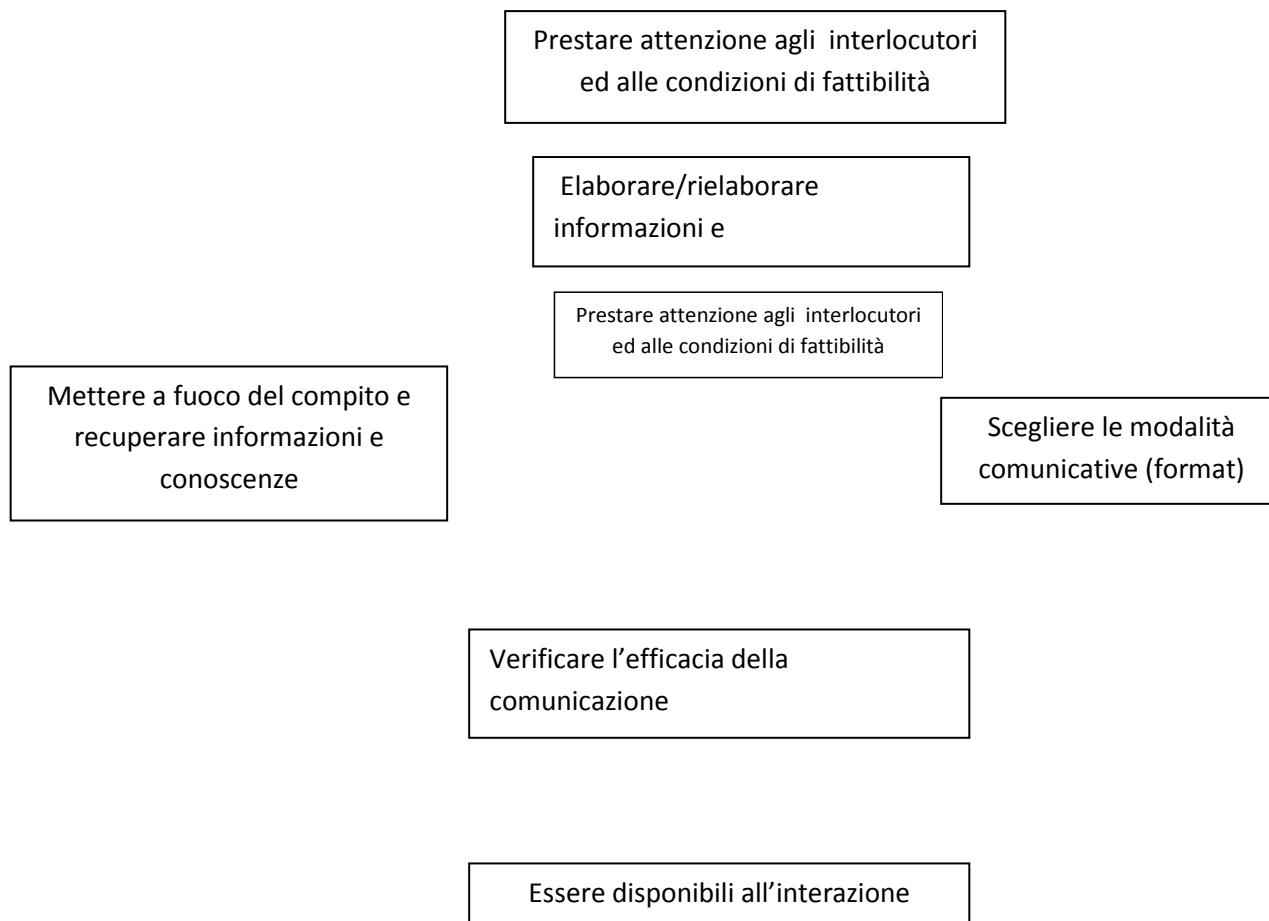 Prestare attenzione agli  interlocutori
ed alle condizioni di fattibilità
Elaborare/rielaborare
informazioni e
Prestare attenzione agli  interlocutori
ed alle condizioni di fattibilità
Mettere a fuoco del compito e
recuperare informazioni e
conoscenze
Scegliere le modalità
comunicative (format)
Verificare l’efficacia della
comunicazione
Essere disponibili all’interazione